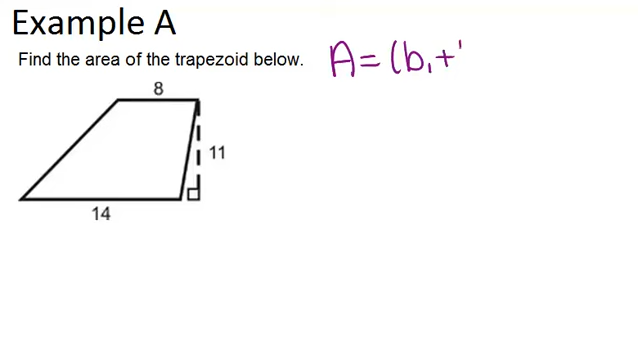 Example A
Find the area of the trapezoid below.
A = (b₁ +
8
11
14